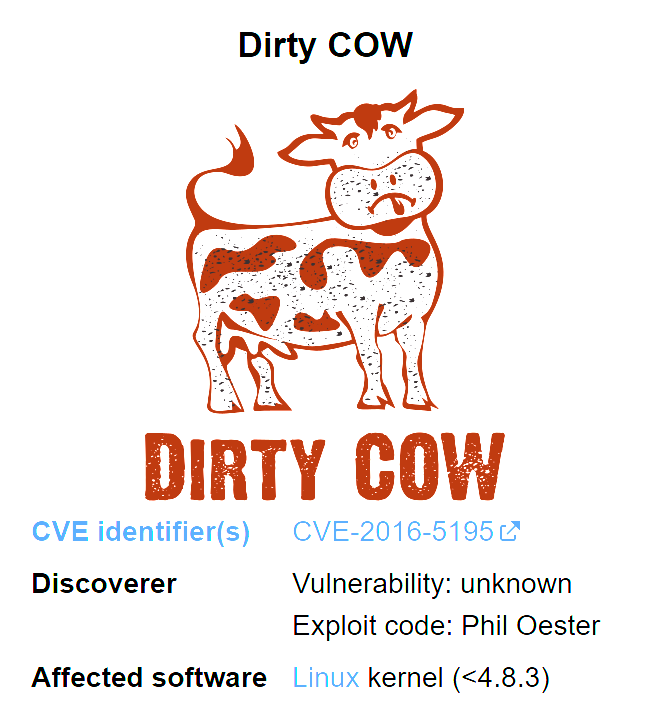 Dirty COW
DIRTY COW
CVE identifier(s) CVE-2016-5195
Discoverer Vulnerability: unknown
Exploit code: Phil Oester
Affected software Linux kernel (<4.8.3)